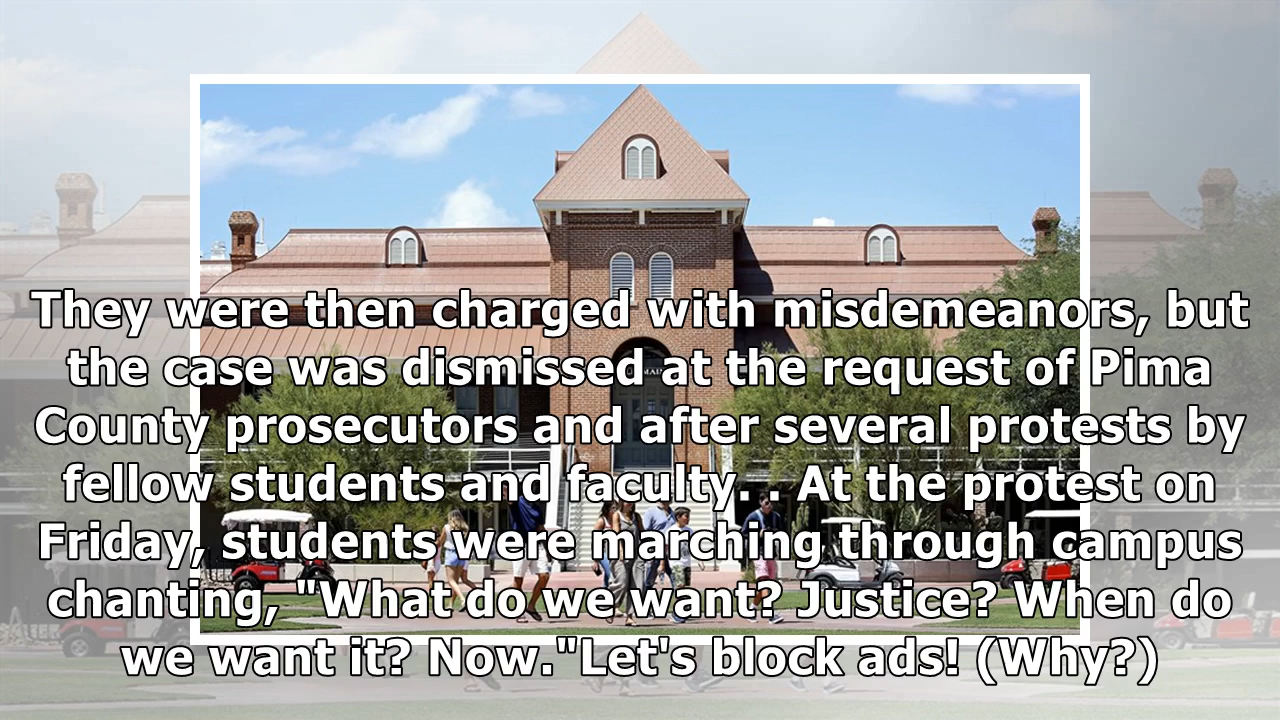 They were then charged with misdemeanors, but
the case was dismissed at the request of Pima
County prosecutors and after several protests by
fellow students and faculty. . At the protest on
Friday, students were marching through campus
chanting, "What do we want? Justice? When do
we want it? Now."Let's block ads! (Why?)
MAIN